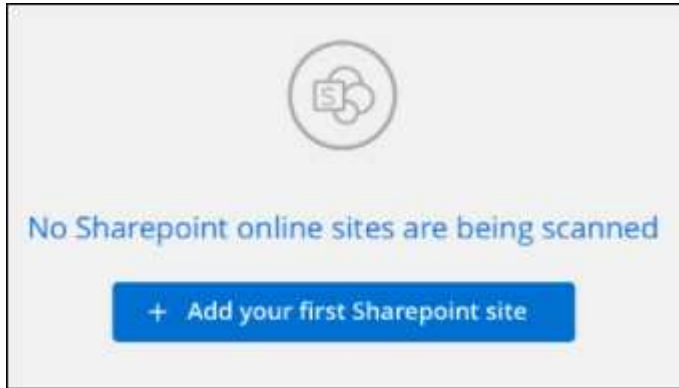 S
No Sharepoint online sites are being scanned
+ Add your first Sharepoint site